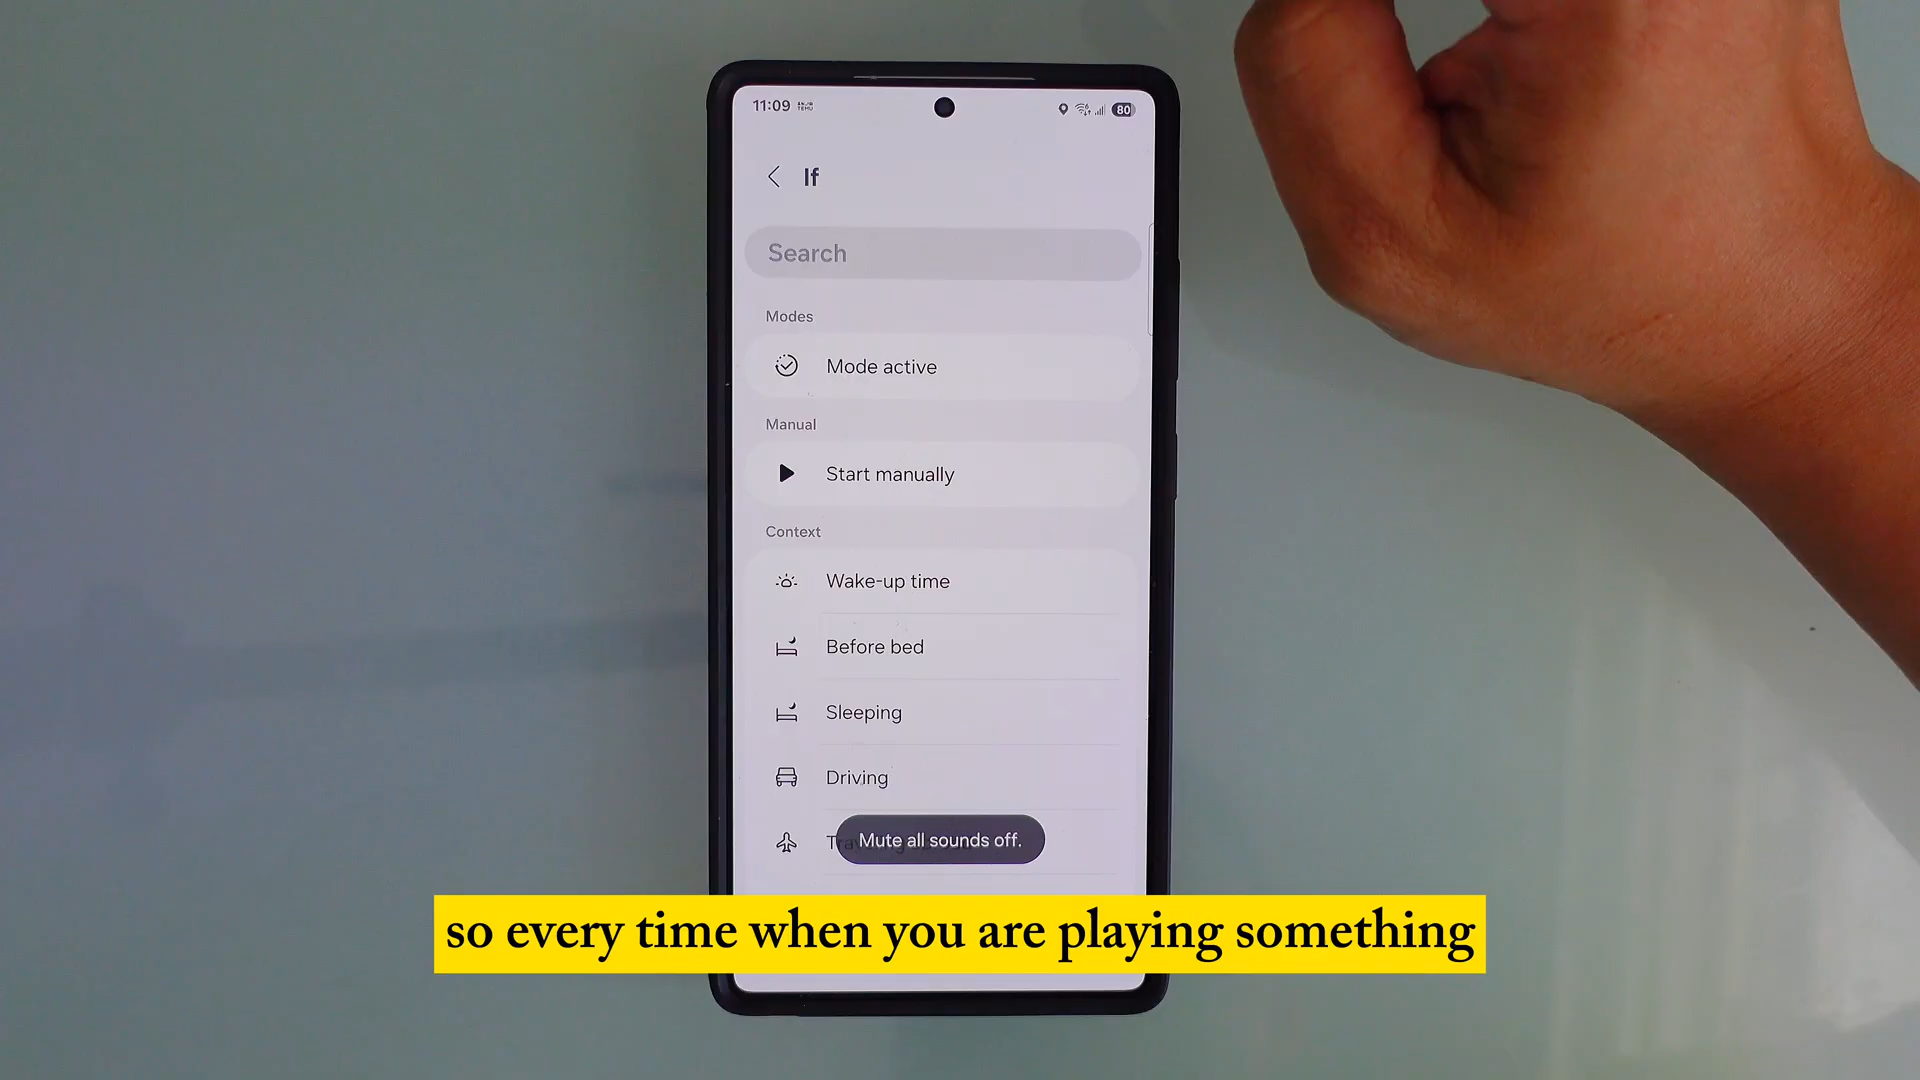 11:09
80
If
Search
Modes
Mode active
Manual
Start manually
Context
Wake-up time
Before bed
Sleeping
Driving
Mute all sounds off.
so every time when you are playing something